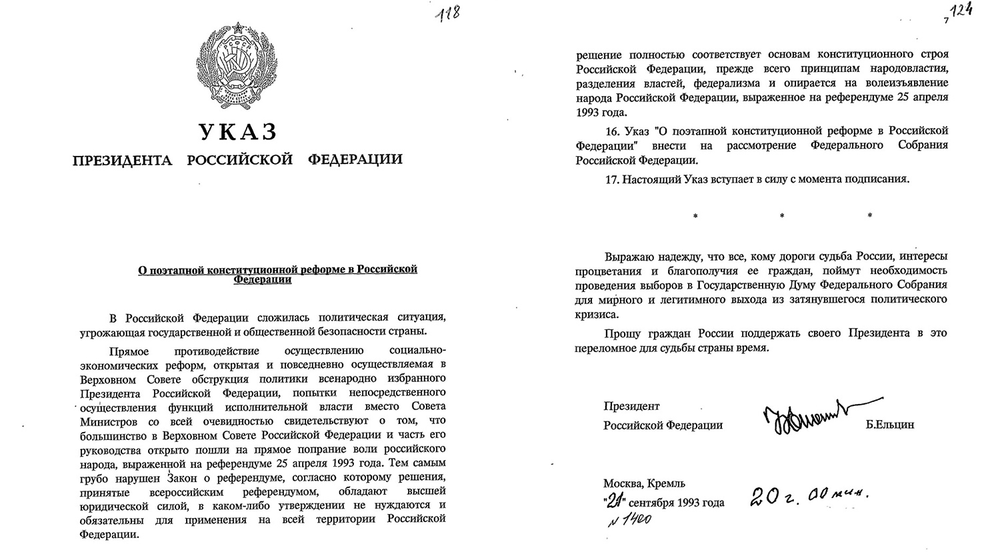 118
РСФСР
УКАЗ
ПРЕЗИДЕНТА РОССИЙСКОЙ ФЕДЕРАЦИИ
О поэтапной конституционной реформе в Российской
Федерации
В Российской Федерации сложилась политическая ситуация,
угрожающая государственной и общественной безопасности страны.
Прямое противодействие осуществлению социально-
экономических реформ, открытая и повседневно осуществляемая в
Верховном Совете обструкция политики всенародно избранного
Президента Российской Федерации, попытки непосредственного
осуществления функций исполнительной власти вместо Совета
Министров со всей очевидностью свидетельствуют о том, что
большинство в Верховном Совете Российской Федерации и часть его
руководства открыто пошли на прямое попрание воли российского
народа, выраженной на референдуме 25 апреля 1993 года. Тем самым
грубо нарушен Закон о референдуме, согласно которому решения,
принятые всероссийским референдумом, обладают высшей
юридической силой, в каком-либо утверждении не нуждаются и
обязательны для применения на всей территории Российской
Федерации.
124
7
решение полностью соответствует основам конституционного строя
Российской Федерации, прежде всего принципам народовластия,
разделения властей, федерализма и опирается на волеизъявление
народа Российской Федерации, выраженное на референдуме 25 апреля
1993 года.
16. Указ "О поэтапной конституционной реформе в Российской
Федерации" внести на рассмотрение Федерального Собрания
Российской Федерации.
17. Настоящий Указ вступает в силу с момента подписания.
* * *
Выражаю надежду, что все, кому дороги судьба России, интересы
процветания и благополучия ее граждан, поймут необходимость
проведения выборов в Государственную Думу Федерального Собрания
для мирного и легитимного выхода из затянувшегося политического
кризиса.
Прошу граждан России поддержать своего Президента в это
переломное для судьбы страны время.
Президент
Российской Федерации Б.Ельцин
Москва, Кремль
"21" сентября 1993 года 20 г. 00 мин.
N 1400